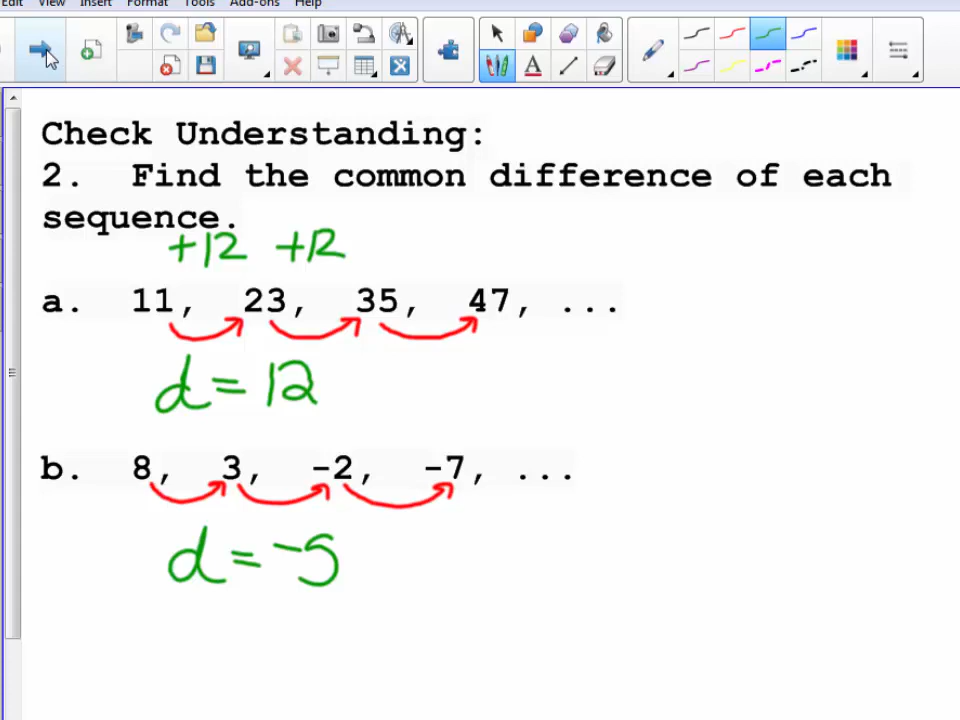 Edit View Insert Format Tools Add-ons Help
Check Understanding:
2. Find the common difference of each
sequence.
+12 +12
a. 11, 23, 35, 47, ...
d = 12
b. 8, 3, -2, -7, ...
d = -5